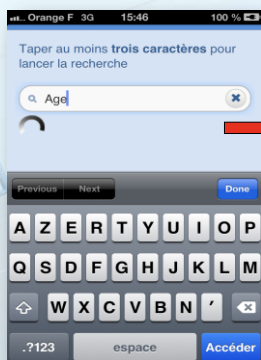 Orange F 3G 15:46 100 %
Taper au moins trois caractères pour
lancer la recherche
Age
Previous Next Done
A Z E R T Y U I O P
Q S D F G H J K L M
W X C V B N ´
.?123 espace Accéder